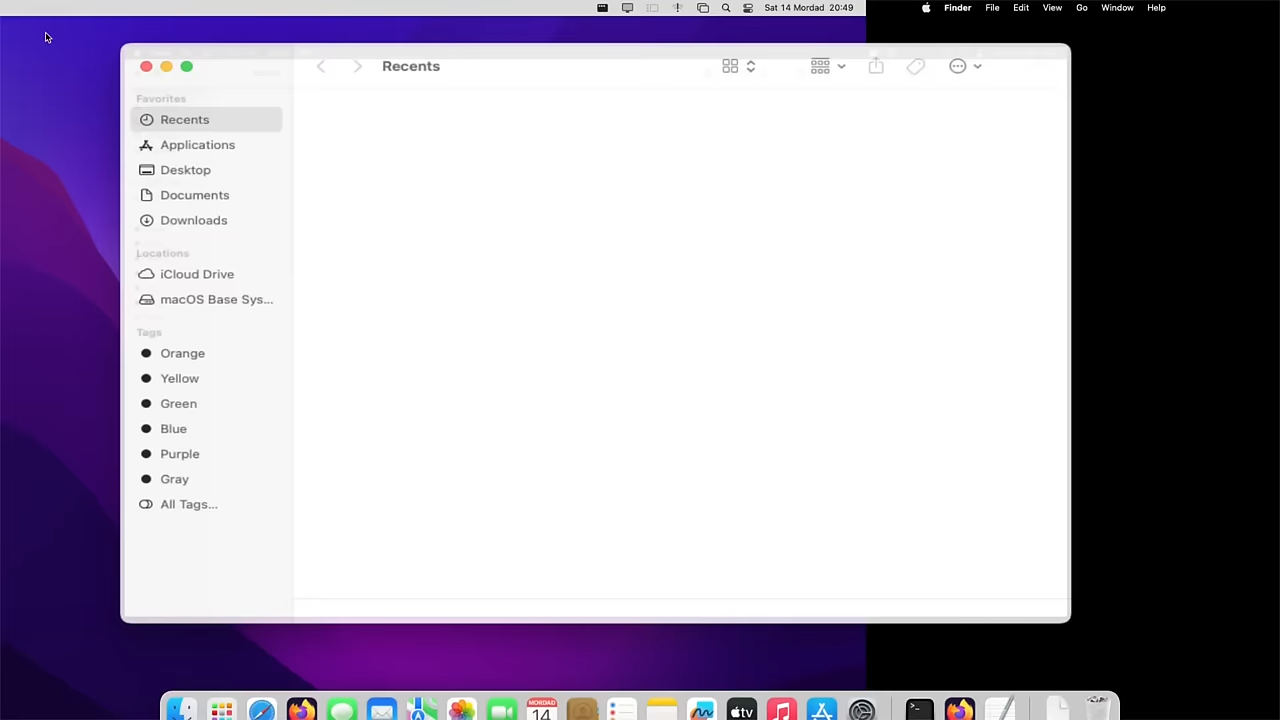 Sat 14 Mordad 20:49
Finder File Edit View Go Window Help
Recents
Favorites
Recents
Applications
Desktop
Documents
Downloads
Locations
iCloud Drive
macOS Base Sys...
Tags
Orange
Yellow
Green
Blue
Purple
Gray
All Tags...
MORDAD
14
tv